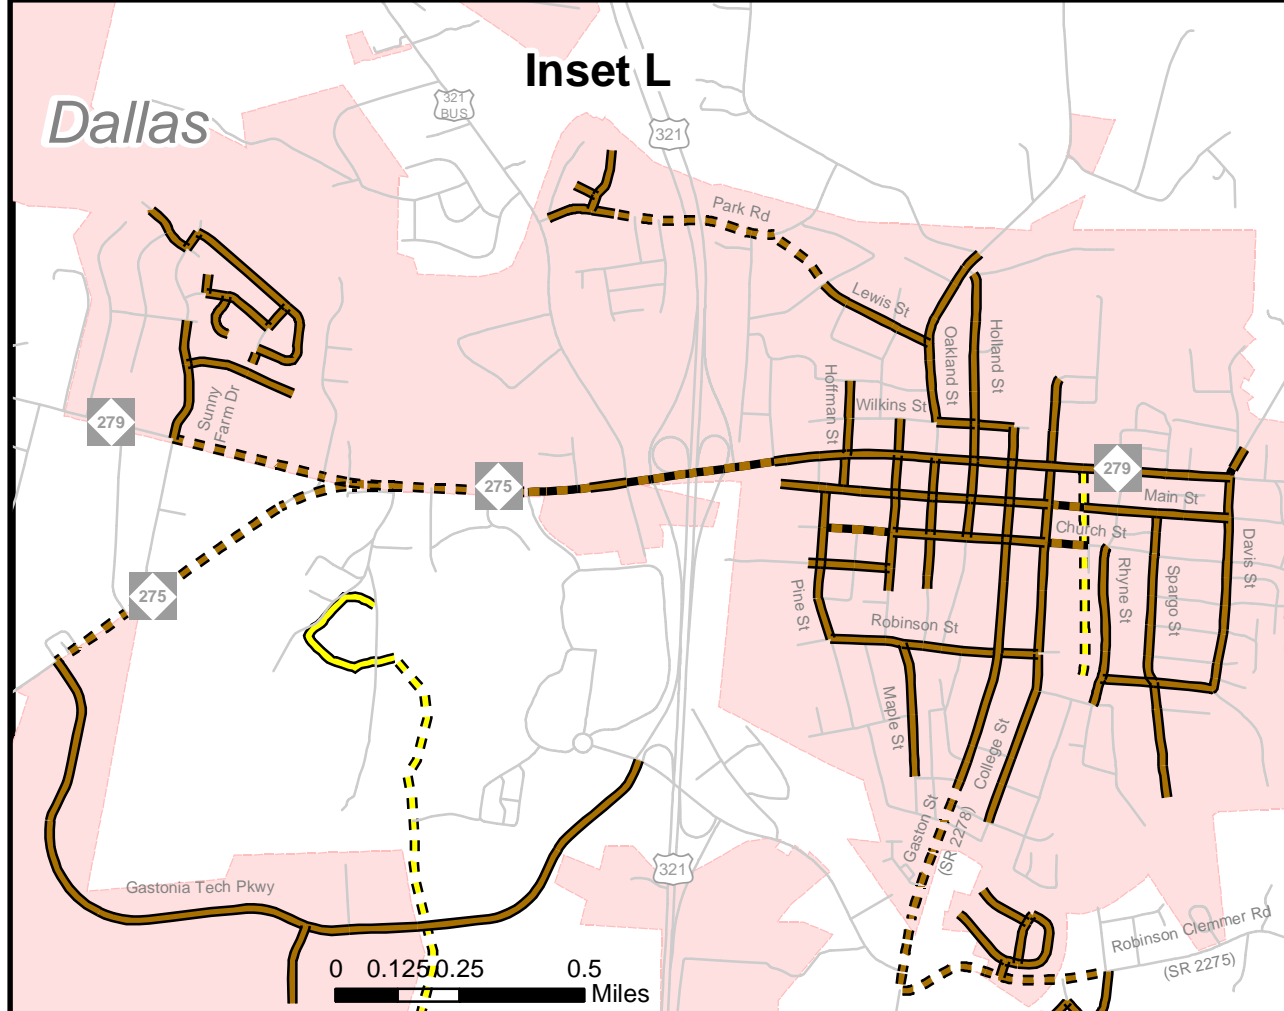 Inset L
Dallas
321
BUS
321
Park Rd
Lewis St
Oakland St
Holland St
Hoffman St
Wilkins St
Sunny
Farm Dr
279
275
279
Main St
Church St
Davis St
Rhyne St
Spargo St
275
Pine St
Robinson St
Maple St
College St
Gaston St
(SR 2278)
321
Gastonia Tech Pkwy
Robinson Clemmer Rd
(SR 2275)
0 0.125 0.25 0.5
Miles